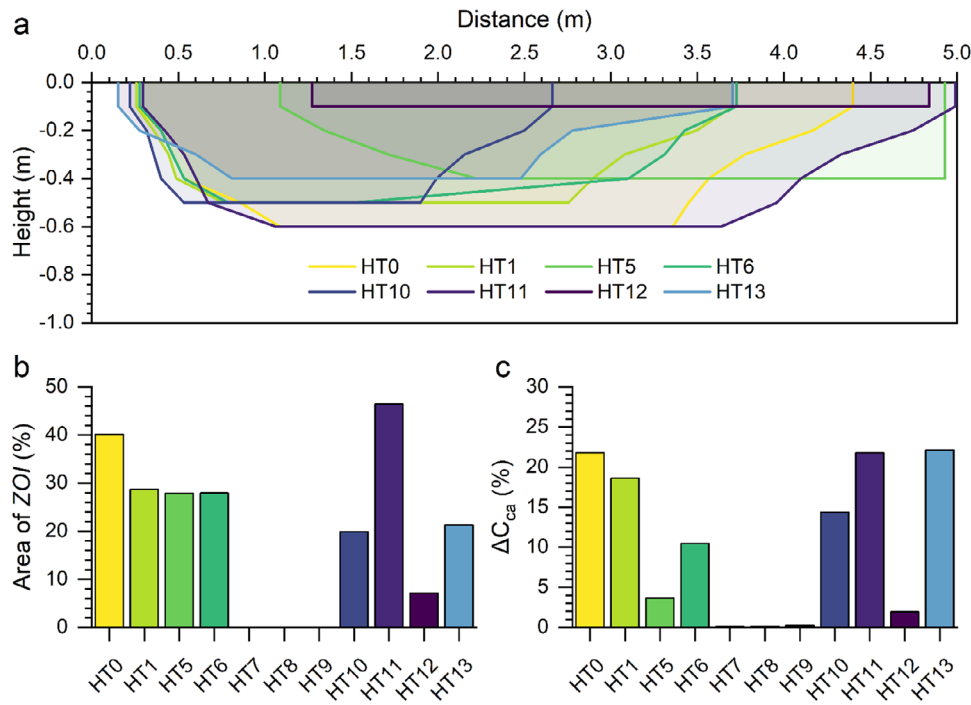 a
Distance (m)
0.0 0.5 1.0 1.5 2.0 2.5 3.0 3.5 4.0 4.5 5.0
Height (m)
0.0
-0.2
-0.4
-0.6
-0.8
-1.0
HT0 HT1 HT5 HT6
HT10 HT11 HT12 HT13
b
Area of ZOI (%)
50
40
30
20
10
0
HT0 HT1 HT5 HT6 HT7 HT8 HT9 HT10 HT11 HT12 HT13
c
ΔCca (%)
30
25
20
15
10
5
0
HT0 HT1 HT5 HT6 HT7 HT8 HT9 HT10 HT11 HT12 HT13